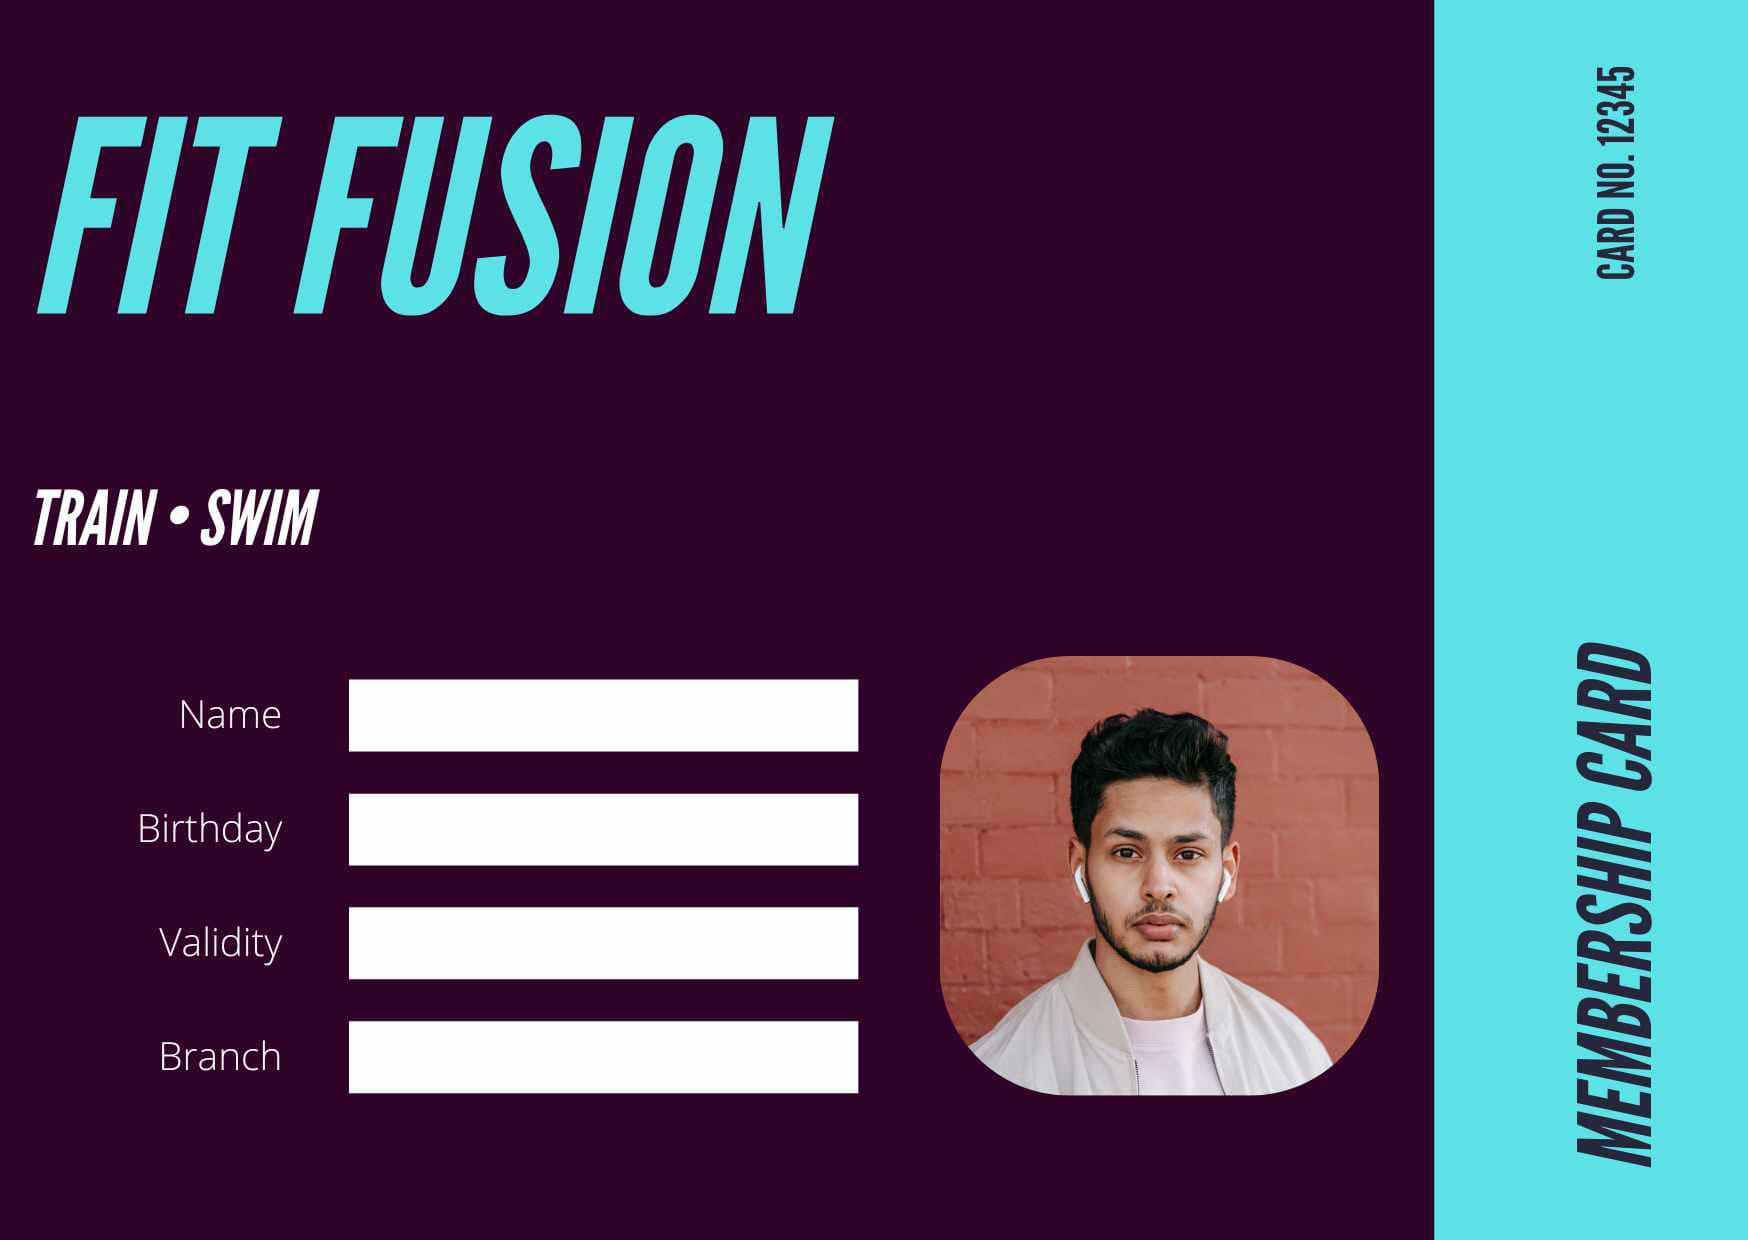 FIT FUSION
TRAIN • SWIM
Name
Birthday
Validity
Branch
CARD NO. 12345
MEMBERSHIP CARD